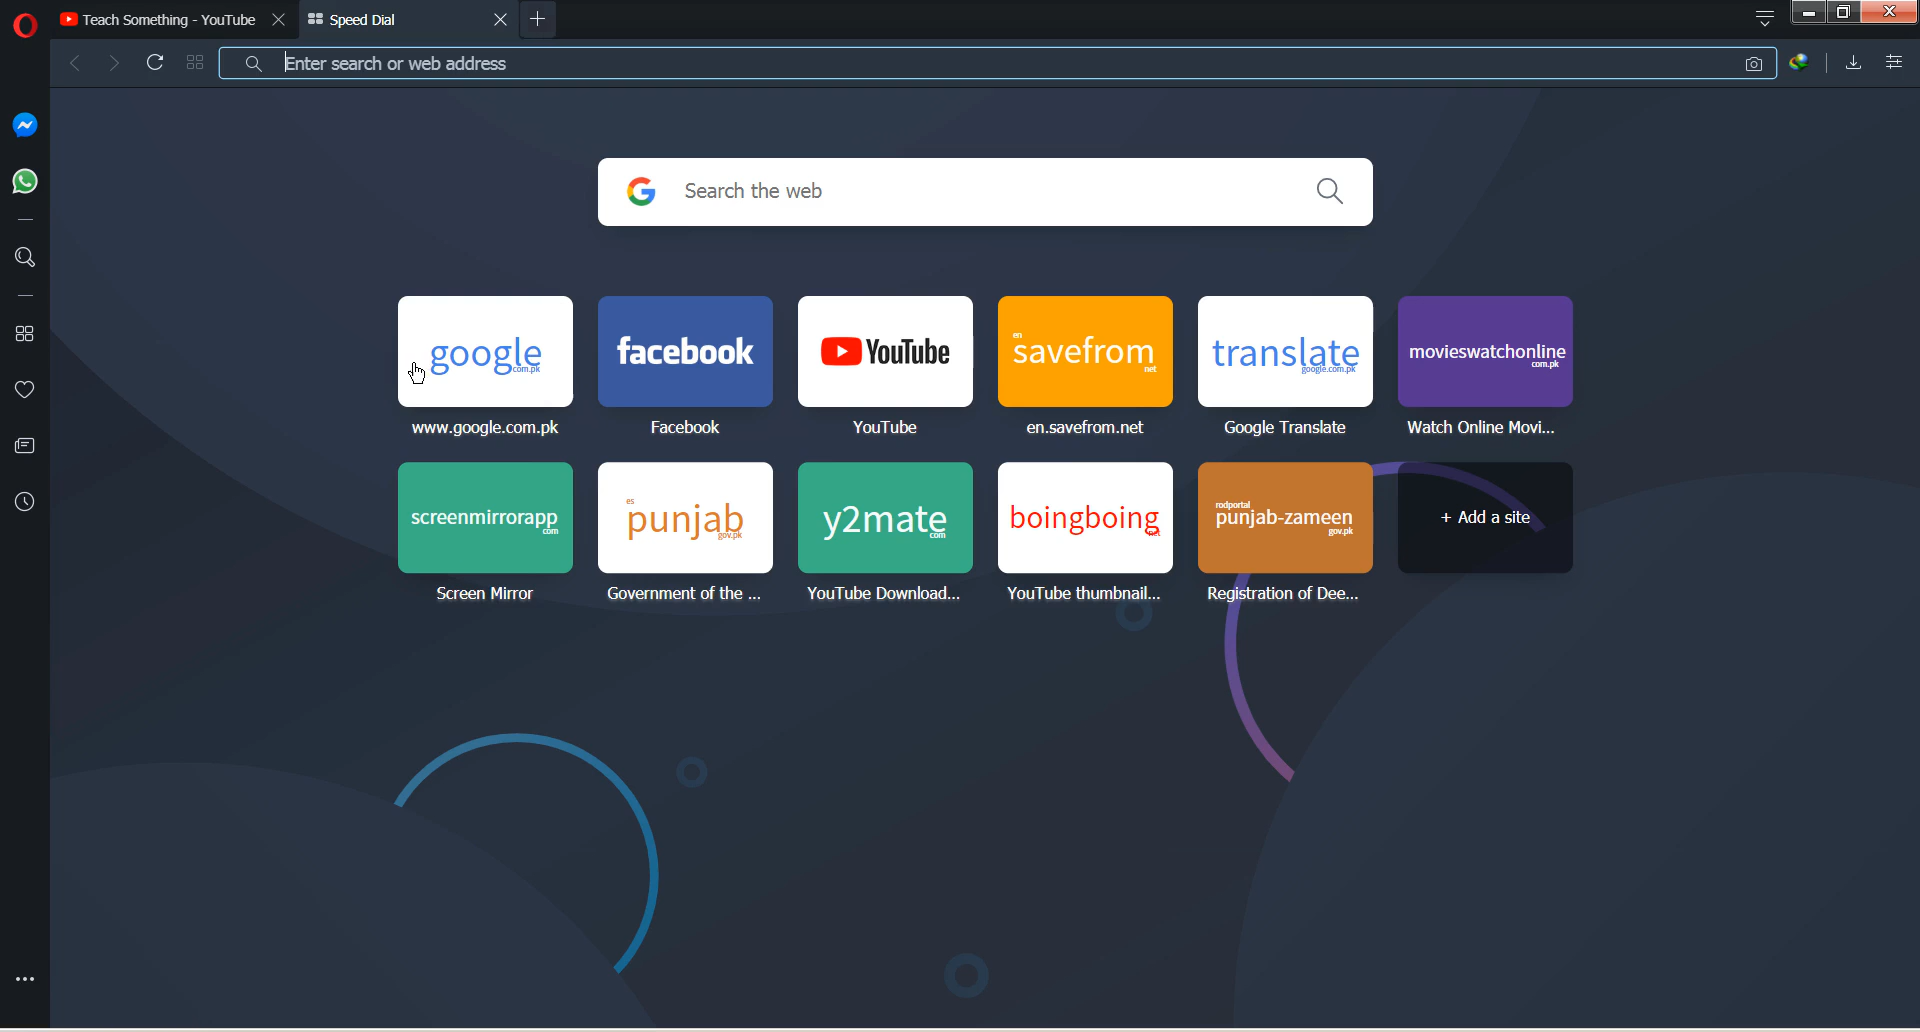 Teach Something - YouTube
Speed Dial
Enter search or web address
Search the web
google
com.pk
www.google.com.pk
facebook
Facebook
YouTube
YouTube
en
savefrom
net
en.savefrom.net
translate
google.com.pk
Google Translate
movieswatchonline
com.pk
Watch Online Movi...
screenmirrorapp
com
Screen Mirror
es
punjab
gov.pk
Government of the ...
y2mate
com
YouTube Download...
boingboing
net
YouTube thumbnail...
rodportal
punjab-zameen
gov.pk
Registration of Dee...
+ Add a site